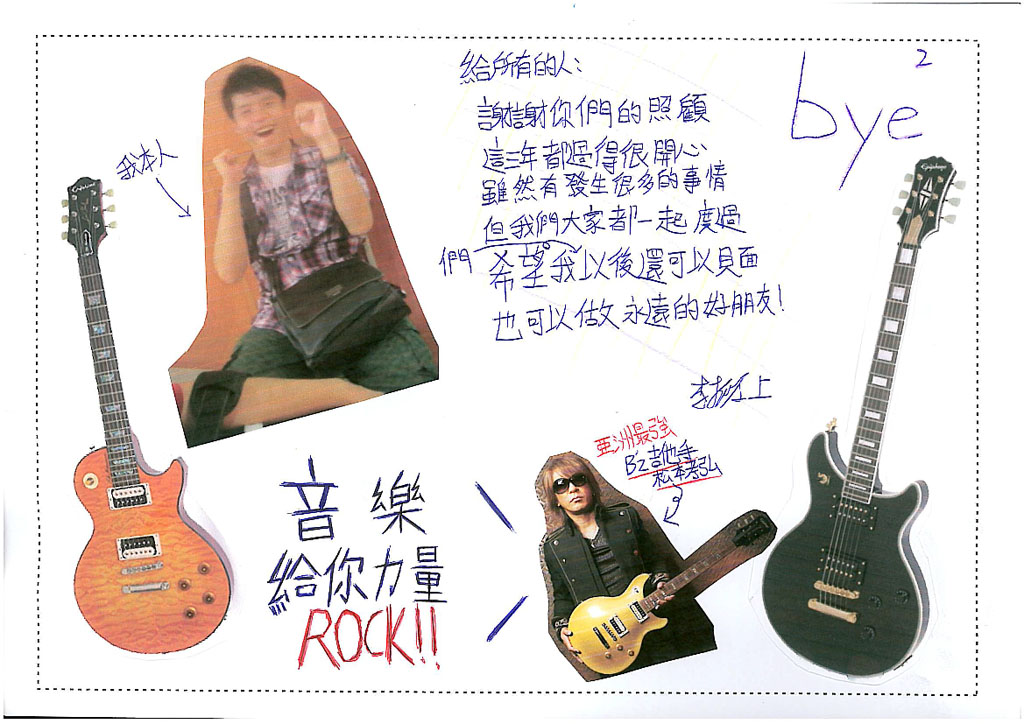 2
bye
給所有的人:
謝謝你們的照顧
這三年都過得很開心
雖然有發生很多的事情
但我們大家都一起度過
希望我們以後還可以見面
也可以做永遠的好朋友!
上
我本人
亞洲最強
B'z吉他手
松本孝弘
音樂
給你力量
ROCK!!
Epiphone